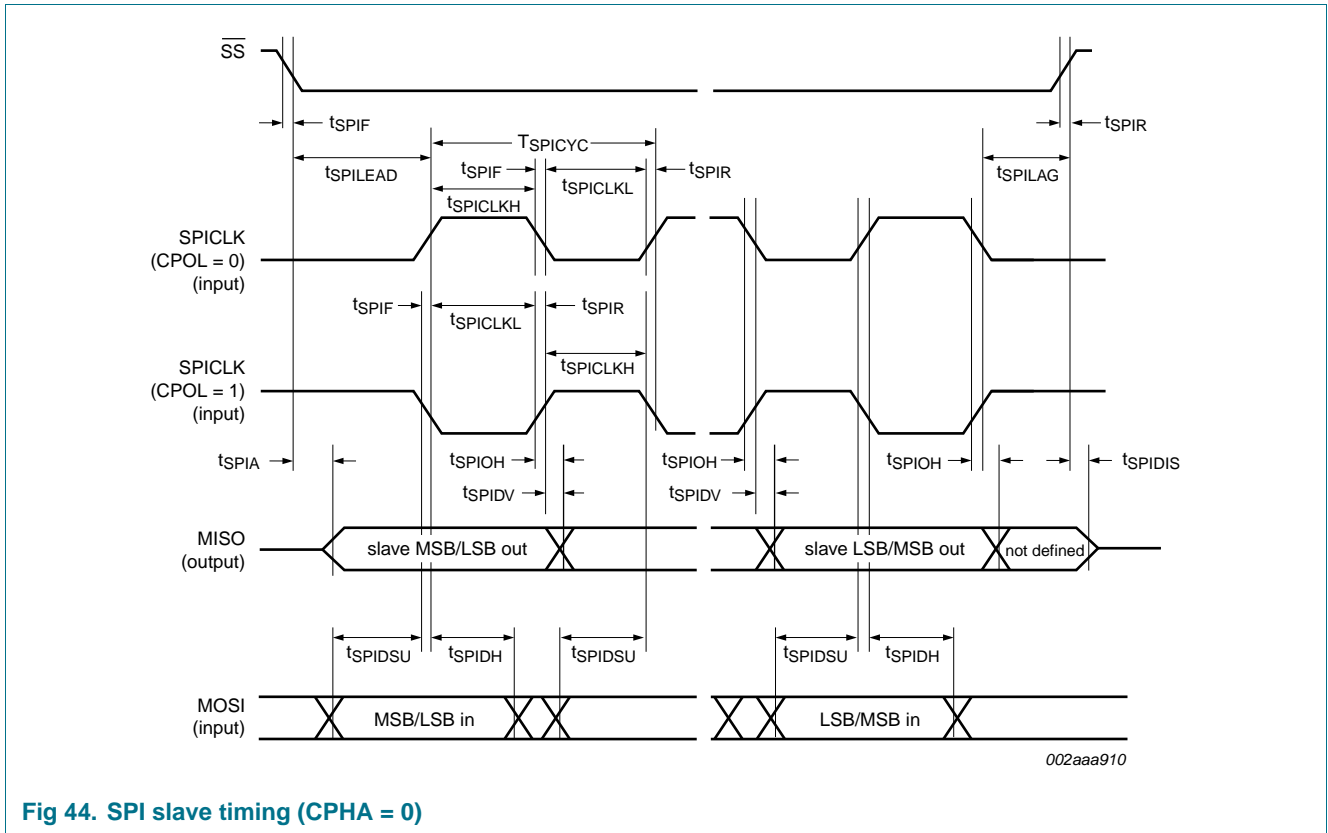 SS
tSPIF
tSPIR
TSPICYC
tSPIF
tSPICLKL
tSPIR
tSPILEAD
tSPICLKH
tSPILAG
SPICLK
(CPOL = 0)
(input)
tSPIF
tSPICLKL
tSPIR
tSPICLKH
SPICLK
(CPOL = 1)
(input)
tSPIA
tSPIOH
tSPIOH
tSPIOH
tSPIDIS
tSPIDV
tSPIDV
MISO
(output)
slave MSB/LSB out
slave LSB/MSB out
not defined
tSPIDSU
tSPIDH
tSPIDSU
tSPIDSU
tSPIDH
MOSI
(input)
MSB/LSB in
LSB/MSB in
002aaa910
Fig 44. SPI slave timing (CPHA = 0)